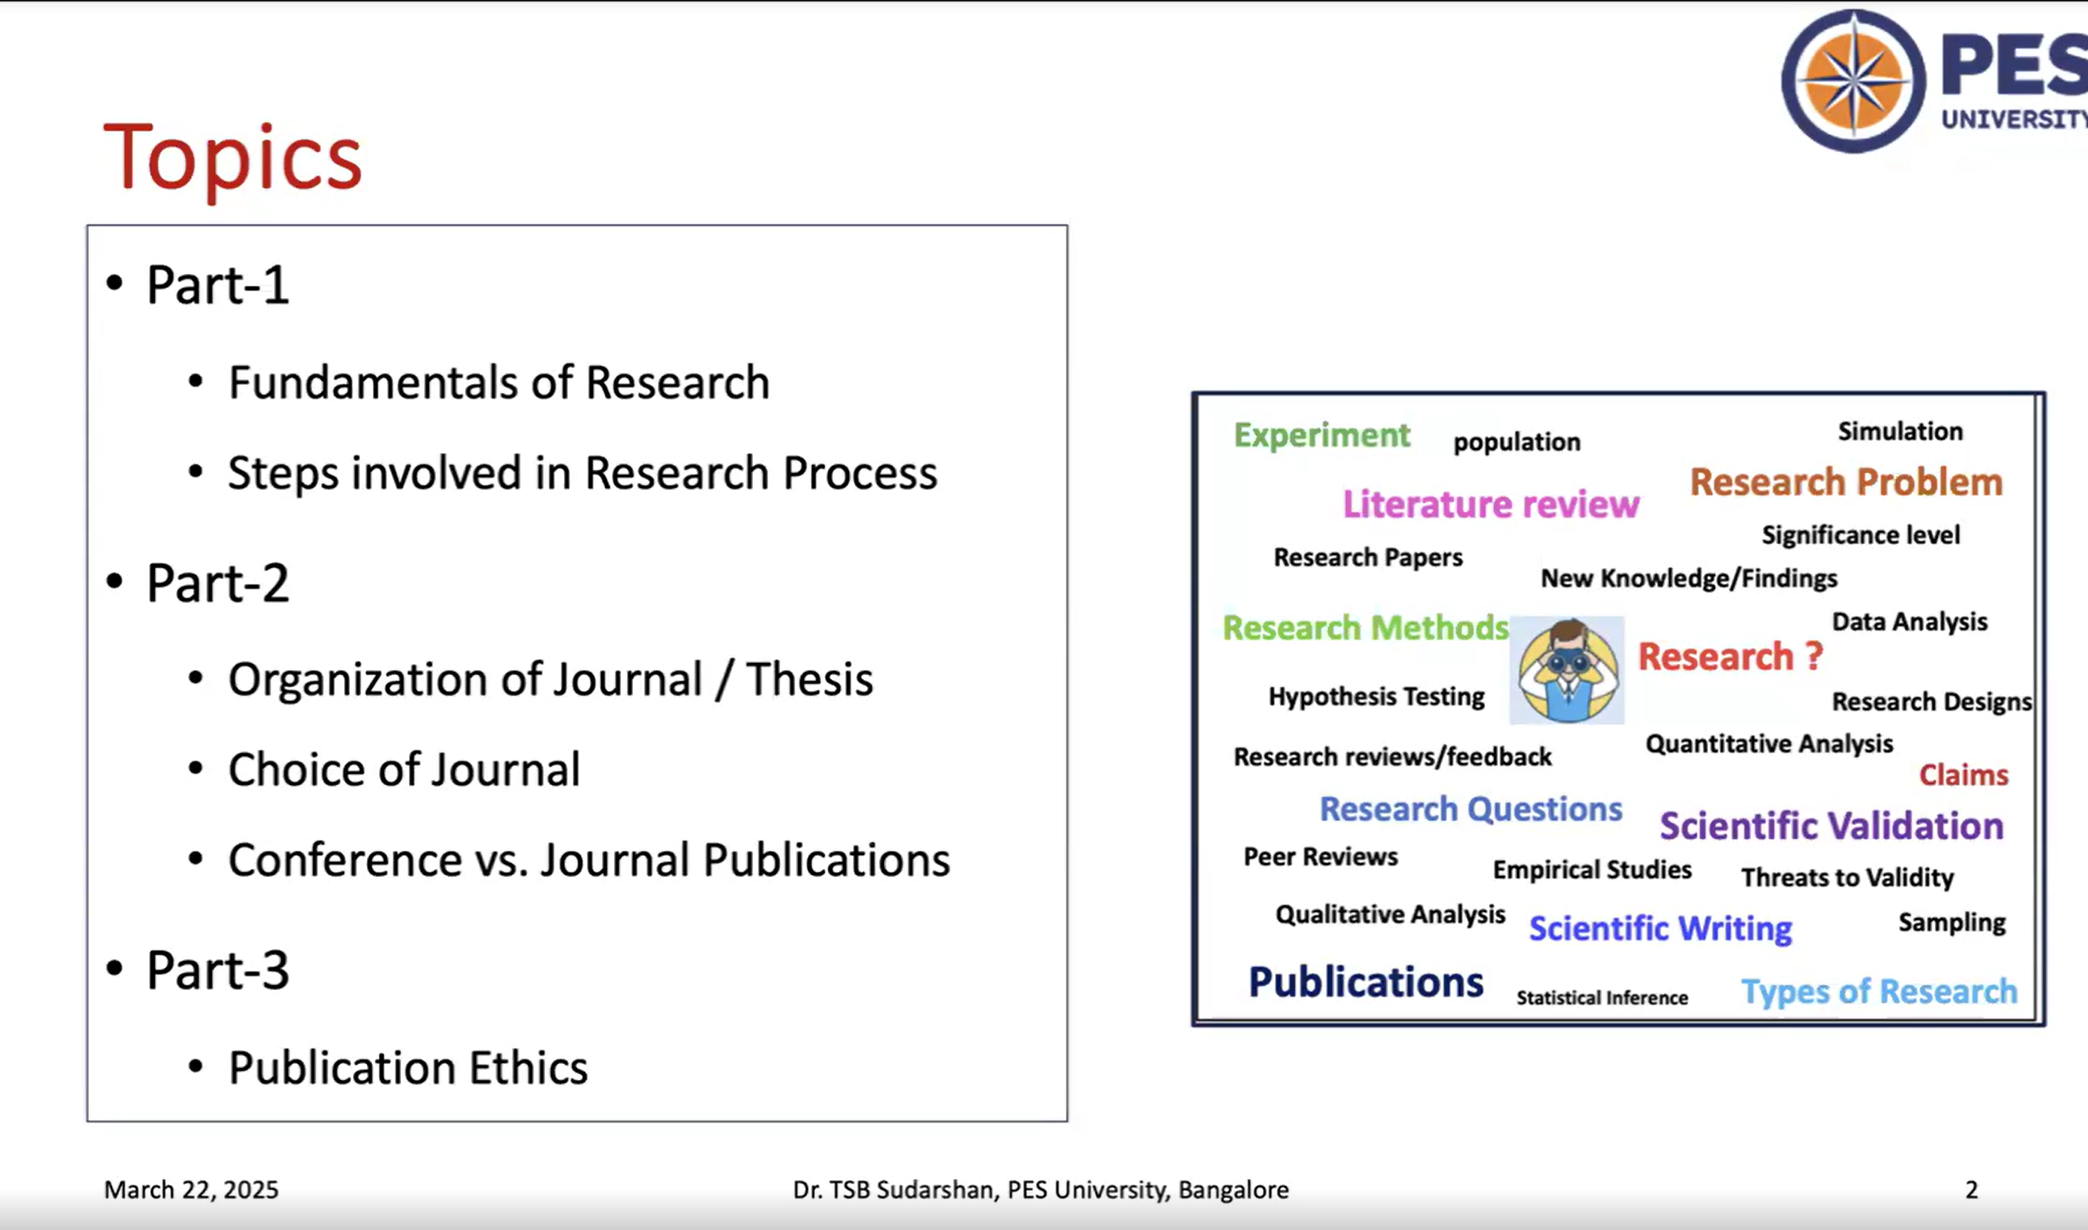 PES
UNIVERSITY
Topics
• Part-1
• Fundamentals of Research
• Steps involved in Research Process
• Part-2
• Organization of Journal / Thesis
• Choice of Journal
• Conference vs. Journal Publications
• Part-3
• Publication Ethics
Experiment population Simulation
Literature review Research Problem
Significance level
Research Papers
New Knowledge/Findings
Research Methods Data Analysis
Research ?
Hypothesis Testing Research Designs
Research reviews/feedback Quantitative Analysis
Claims
Research Questions Scientific Validation
Peer Reviews Empirical Studies Threats to Validity
Qualitative Analysis Scientific Writing Sampling
Publications Statistical Inference Types of Research
March 22, 2025 Dr. TSB Sudarshan, PES University, Bangalore 2